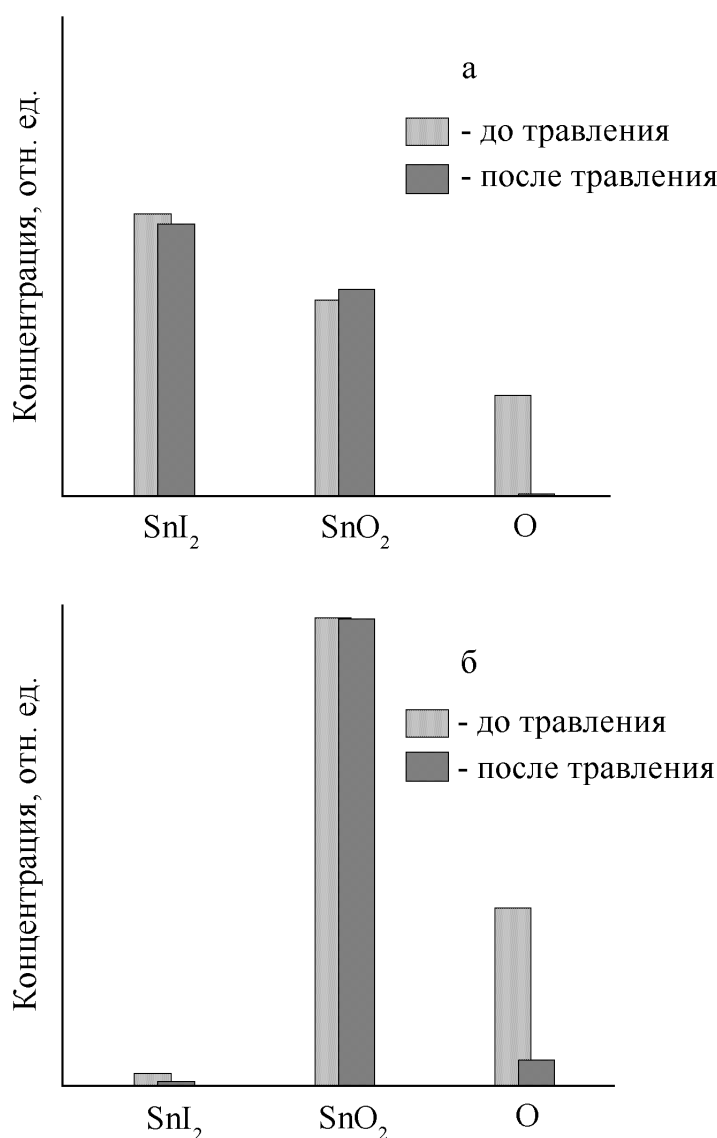 а
- до травления
- после травления
Концентрация, отн. ед.
SnI₂ SnO₂ O
б
- до травления
- после травления
Концентрация, отн. ед.
SnI₂ SnO₂ O